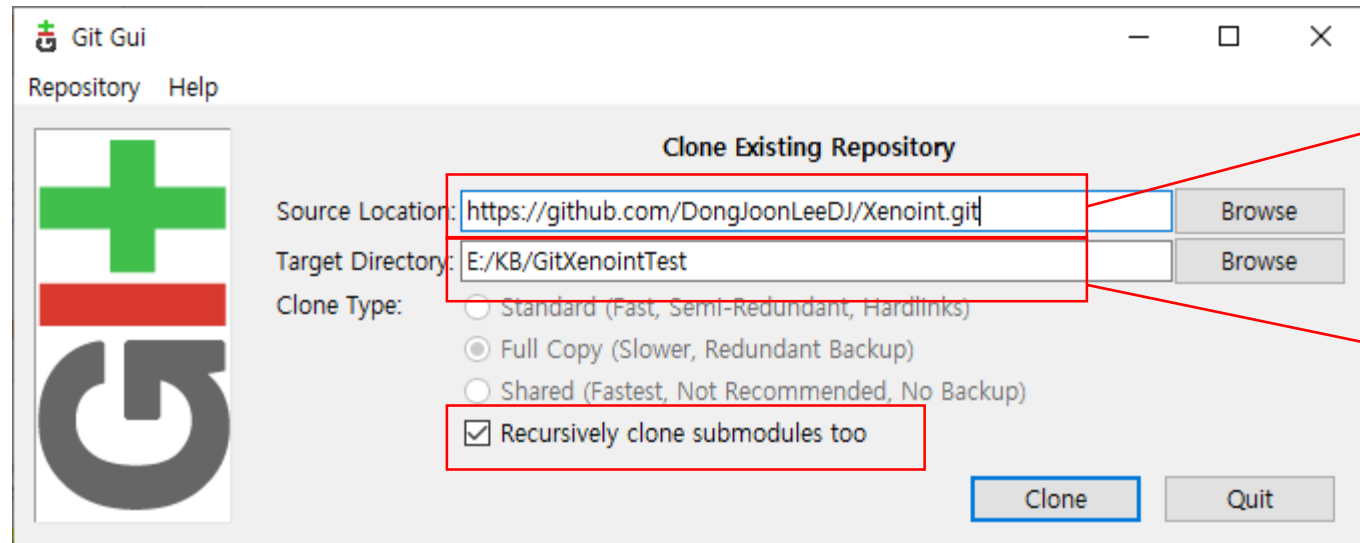 Git Gui
Repository Help
Clone Existing Repository
Source Location: https://github.com/DongJoonLeeDJ/Xenoint.git Browse
Target Directory: E:/KB/GitXenointTest Browse
Clone Type: Standard (Fast, Semi-Redundant, Hardlinks)
Full Copy (Slower, Redundant Backup)
Shared (Fastest, Not Recommended, No Backup)
Recursively clone submodules too
Clone Quit